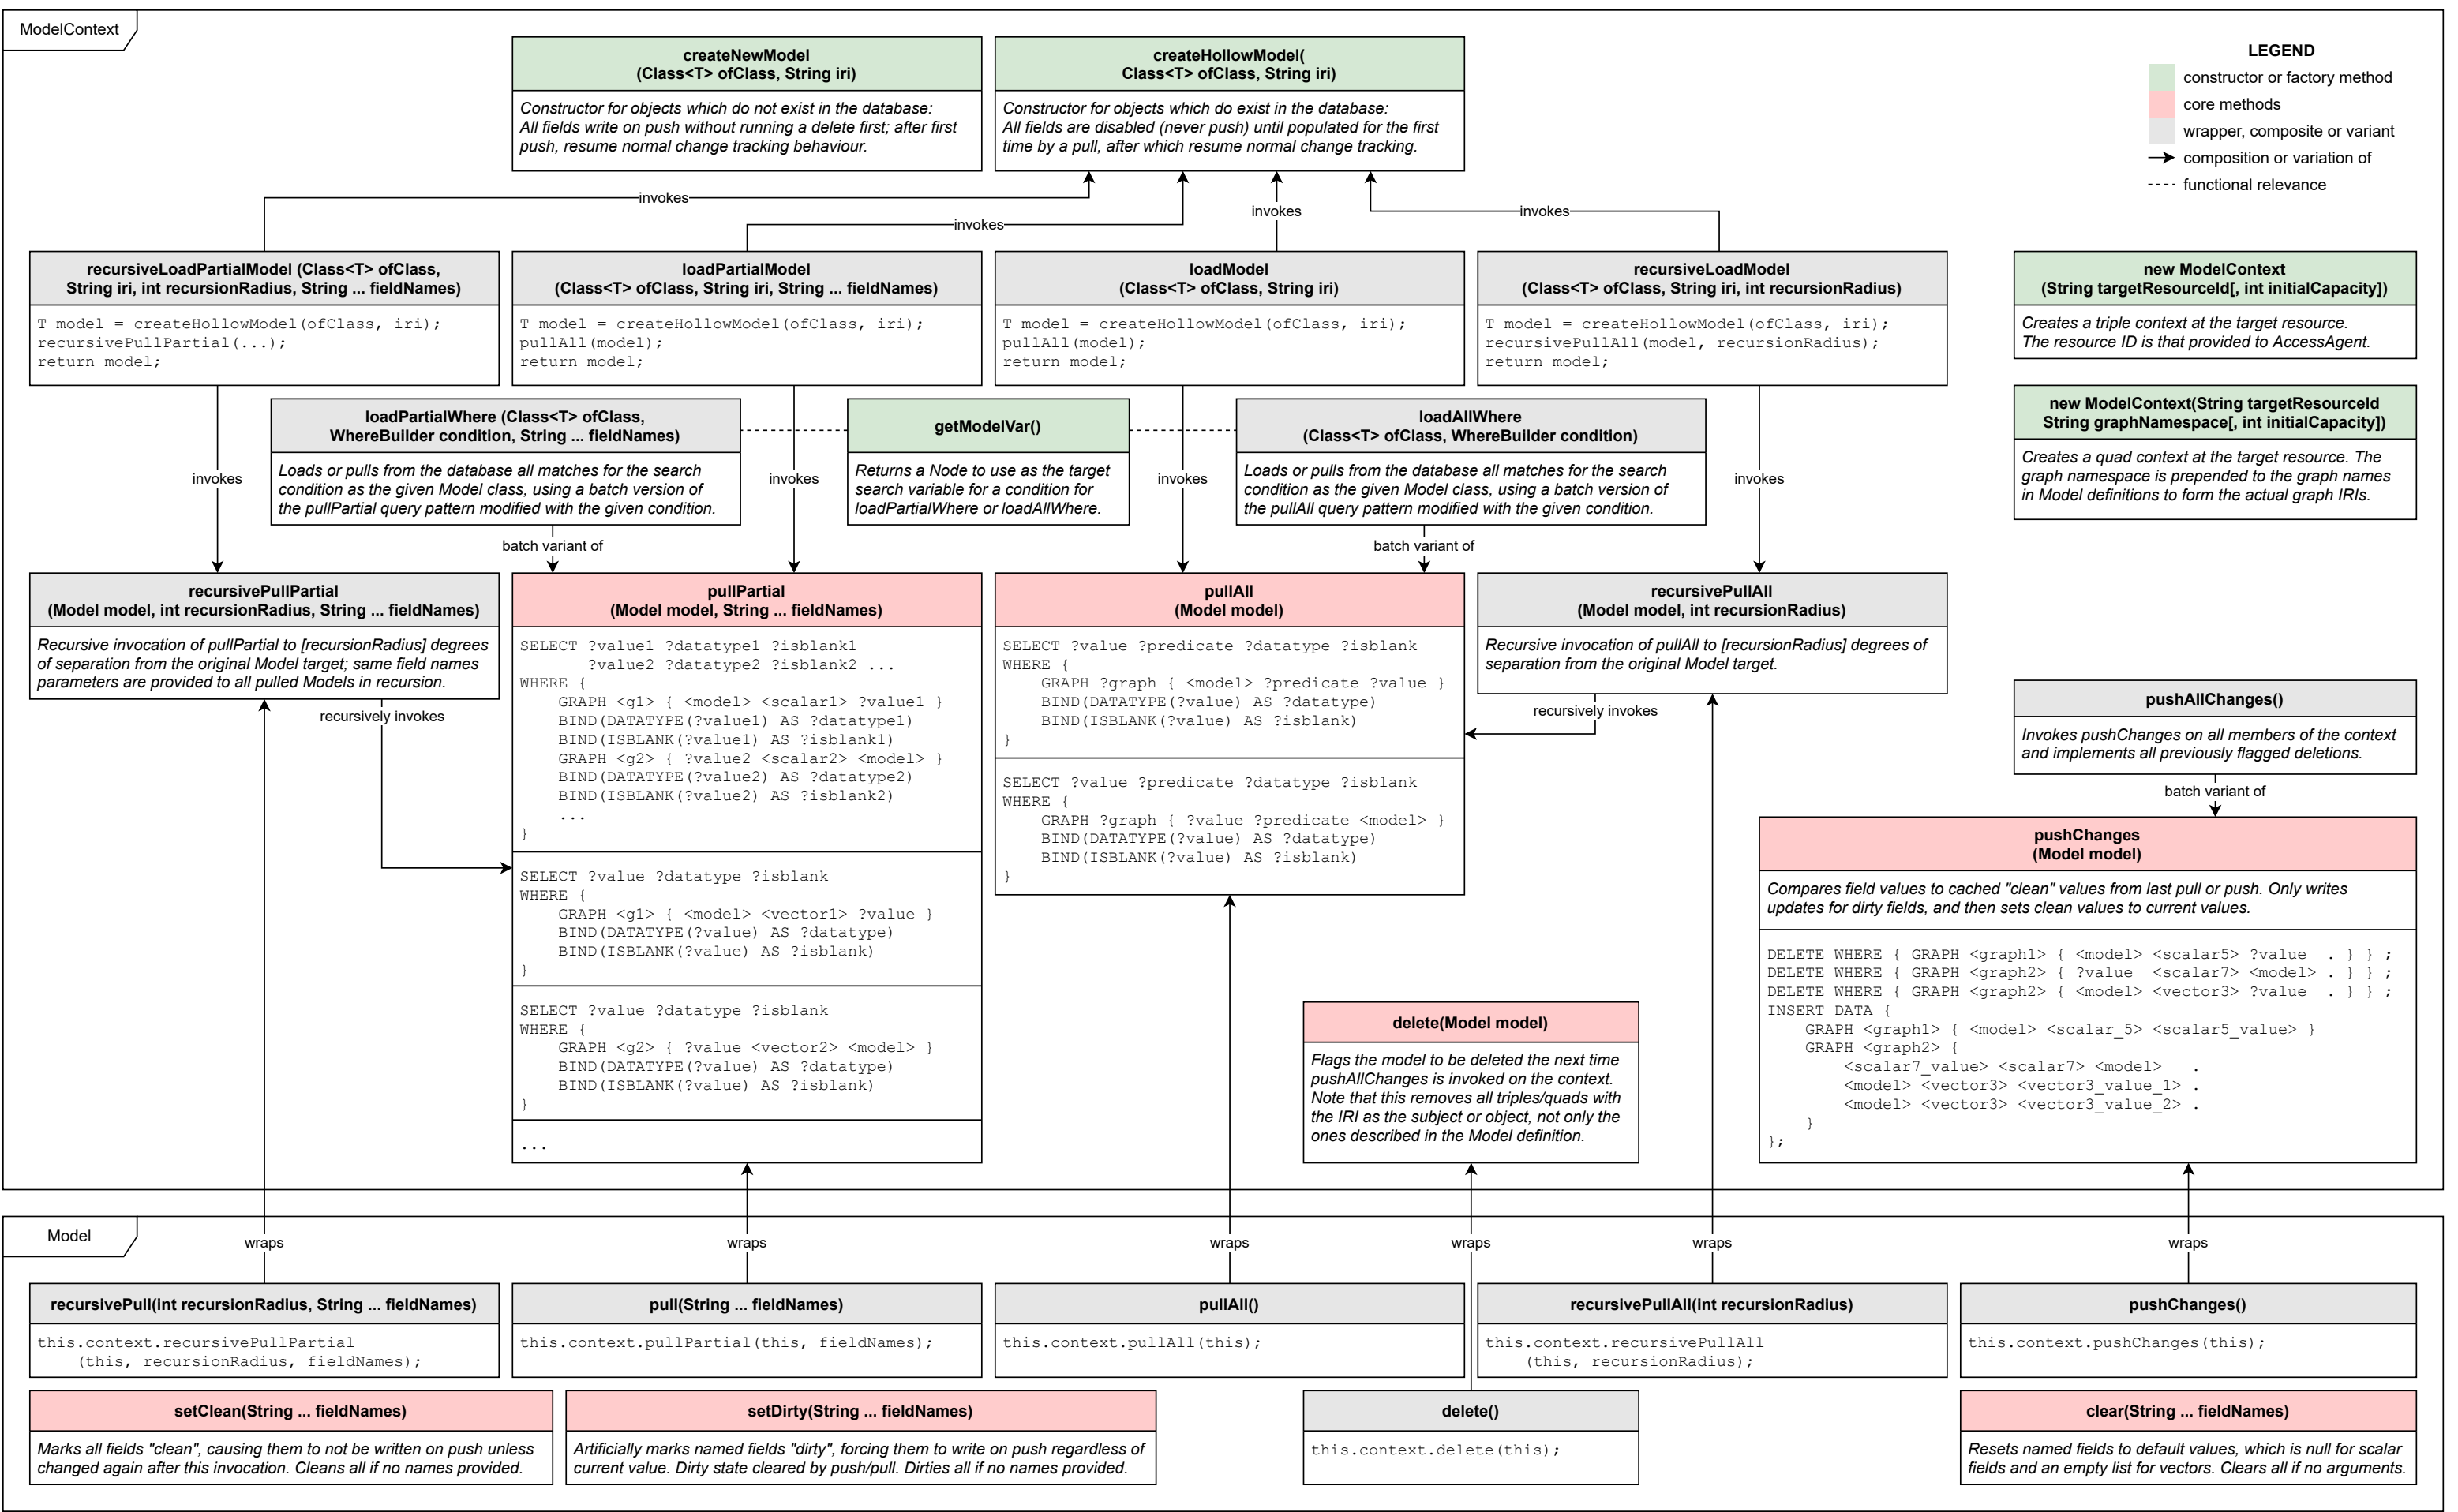 ModelContext
createNewModel
(Class<T> ofClass, String iri)
Constructor for objects which do not exist in the database:
All fields write on push without running a delete first; after first
push, resume normal change tracking behaviour.
createHollowModel(
Class<T> ofClass, String iri)
Constructor for objects which do exist in the database:
All fields are disabled (never push) until populated for the first
time by a pull, after which resume normal change tracking.
LEGEND
constructor or factory method
core methods
wrapper, composite or variant
composition or variation of
functional relevance
invokes
invokes
invokes
invokes
recursiveLoadPartialModel (Class<T> ofClass,
String iri, int recursionRadius, String ... fieldNames)
T model = createHollowModel(ofClass, iri);
recursivePullPartial(...);
return model;
loadPartialModel
(Class<T> ofClass, String iri, String ... fieldNames)
T model = createHollowModel(ofClass, iri);
pullAll(model);
return model;
loadModel
(Class<T> ofClass, String iri)
T model = createHollowModel(ofClass, iri);
pullAll(model);
return model;
recursiveLoadModel
(Class<T> ofClass, String iri, int recursionRadius)
T model = createHollowModel(ofClass, iri);
recursivePullAll(model, recursionRadius);
return model;
new ModelContext
(String targetResourceId[, int initialCapacity])
Creates a triple context at the target resource.
The resource ID is that provided to AccessAgent.
new ModelContext(String targetResourceId
String graphNamespace[, int initialCapacity])
Creates a quad context at the target resource. The
graph namespace is prepended to the graph names
in Model definitions to form the actual graph IRIs.
loadPartialWhere (Class<T> ofClass,
WhereBuilder condition, String ... fieldNames)
Loads or pulls from the database all matches for the search
condition as the given Model class, using a batch version of
the pullPartial query pattern modified with the given condition.
getModelVar()
Returns a Node to use as the target
search variable for a condition for
loadPartialWhere or loadAllWhere.
loadAllWhere
(Class<T> ofClass, WhereBuilder condition)
Loads or pulls from the database all matches for the search
condition as the given Model class, using a batch version of
the pullAll query pattern modified with the given condition.
invokes
invokes
invokes
invokes
batch variant of
batch variant of
recursivePullPartial
(Model model, int recursionRadius, String ... fieldNames)
Recursive invocation of pullPartial to [recursionRadius] degrees
of separation from the original Model target; same field names
parameters are provided to all pulled Models in recursion.
recursively invokes
pullPartial
(Model model, String ... fieldNames)
SELECT ?value1 ?datatype1 ?isblank1
?value2 ?datatype2 ?isblank2 ...
WHERE {
GRAPH <g1> { <model> <scalar1> ?value1 }
BIND(DATATYPE(?value1) AS ?datatype1)
BIND(ISBLANK(?value1) AS ?isblank1)
GRAPH <g2> { ?value2 <scalar2> <model> }
BIND(DATATYPE(?value2) AS ?datatype2)
BIND(ISBLANK(?value2) AS ?isblank2)
...
}
SELECT ?value ?datatype ?isblank
WHERE {
GRAPH <g1> { <model> <vector1> ?value }
BIND(DATATYPE(?value) AS ?datatype)
BIND(ISBLANK(?value) AS ?isblank)
}
SELECT ?value ?datatype ?isblank
WHERE {
GRAPH <g2> { ?value <vector2> <model> }
BIND(DATATYPE(?value) AS ?datatype)
BIND(ISBLANK(?value) AS ?isblank)
}
...
pullAll
(Model model)
SELECT ?value ?predicate ?datatype ?isblank
WHERE {
GRAPH ?graph { <model> ?predicate ?value }
BIND(DATATYPE(?value) AS ?datatype)
BIND(ISBLANK(?value) AS ?isblank)
}
SELECT ?value ?predicate ?datatype ?isblank
WHERE {
GRAPH ?graph { ?value ?predicate <model> }
BIND(DATATYPE(?value) AS ?datatype)
BIND(ISBLANK(?value) AS ?isblank)
}
recursivePullAll
(Model model, int recursionRadius)
Recursive invocation of pullAll to [recursionRadius] degrees of
separation from the original Model target.
recursively invokes
pushAllChanges()
Invokes pushChanges on all members of the context
and implements all previously flagged deletions.
batch variant of
pushChanges
(Model model)
Compares field values to cached "clean" values from last pull or push. Only writes
updates for dirty fields, and then sets clean values to current values.
DELETE WHERE { GRAPH <graph1> { <model> <scalar5> ?value  . } } ;
DELETE WHERE { GRAPH <graph2> { ?value  <scalar7> <model> . } } ;
DELETE WHERE { GRAPH <graph2> { <model> <vector3> ?value  . } } ;
INSERT DATA {
GRAPH <graph1> { <model> <scalar_5> <scalar5_value> }
GRAPH <graph2> {
<scalar7_value> <scalar7> <model>   .
<model> <vector3> <vector3_value_1> .
<model> <vector3> <vector3_value_2> .
}
};
delete(Model model)
Flags the model to be deleted the next time
pushAllChanges is invoked on the context.
Note that this removes all triples/quads with
the IRI as the subject or object, not only the
ones described in the Model definition.
Model
wraps
wraps
wraps
wraps
wraps
wraps
recursivePull(int recursionRadius, String ... fieldNames)
this.context.recursivePullPartial
(this, recursionRadius, fieldNames);
pull(String ... fieldNames)
this.context.pullPartial(this, fieldNames);
pullAll()
this.context.pullAll(this);
recursivePullAll(int recursionRadius)
this.context.recursivePullAll
(this, recursionRadius);
pushChanges()
this.context.pushChanges(this);
setClean(String ... fieldNames)
Marks all fields "clean", causing them to not be written on push unless
changed again after this invocation. Cleans all if no names provided.
setDirty(String ... fieldNames)
Artificially marks named fields "dirty", forcing them to write on push regardless of
current value. Dirty state cleared by push/pull. Dirties all if no names provided.
delete()
this.context.delete(this);
clear(String ... fieldNames)
Resets named fields to default values, which is null for scalar
fields and an empty list for vectors. Clears all if no arguments.